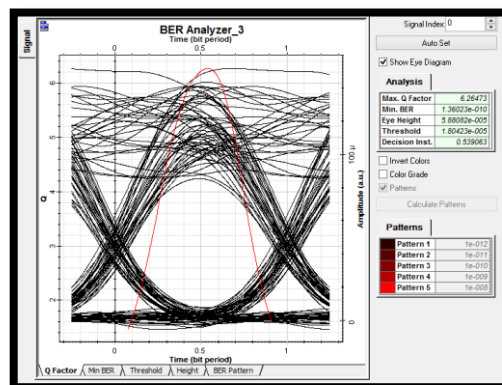 Signal
BER Analyzer_3
Time (bit period)
0 0.5 1
Q
6
5
4
3
2
Amplitude (a.u.)
100 µ
0
0 0.5 1
Time (bit period)
Q Factor Min BER Threshold Height BER Pattern
Signal Index: 0
Auto Set
Show Eye Diagram
Analysis
Max. Q Factor 6.26473
Min. BER 1.36023e-010
Eye Height 5.88082e-005
Threshold 1.80423e-005
Decision Inst. 0.539063
Invert Colors
Color Grade
Patterns
Calculate Patterns
Patterns
Pattern 1 1e-012
Pattern 2 1e-011
Pattern 3 1e-010
Pattern 4 1e-009
Pattern 5 1e-008